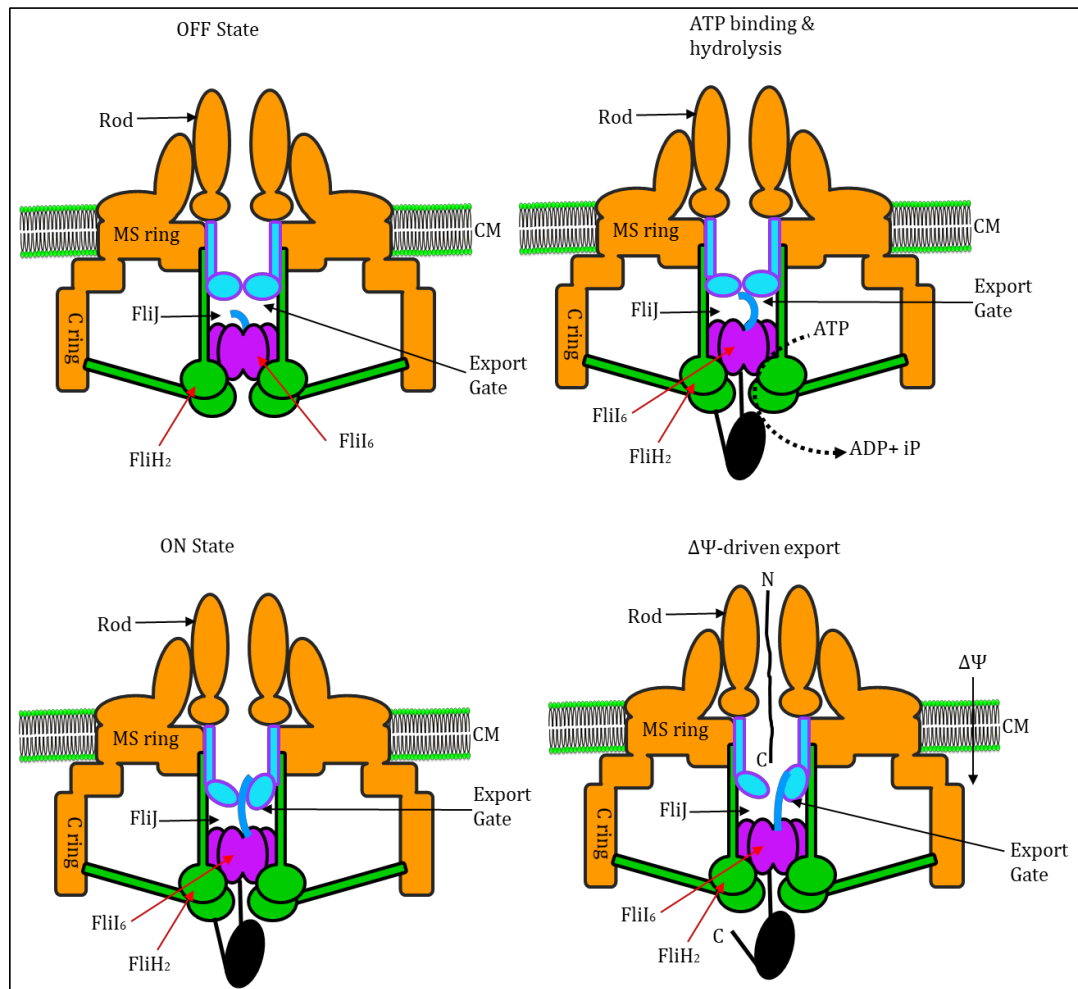 OFF State
Rod
MS ring
CM
C ring
FliJ
Export
Gate
FliH₂
FliI₆
ATP binding &
hydrolysis
Rod
MS ring
CM
C ring
FliJ
Export
Gate
ATP
FliI₆
FliH₂
ADP+ iP
ON State
Rod
MS ring
CM
C ring
FliJ
Export
Gate
FliI₆
FliH₂
ΔΨ-driven export
N
Rod
ΔΨ
MS ring
CM
C
C ring
FliJ
Export
Gate
FliI₆
C
FliH₂